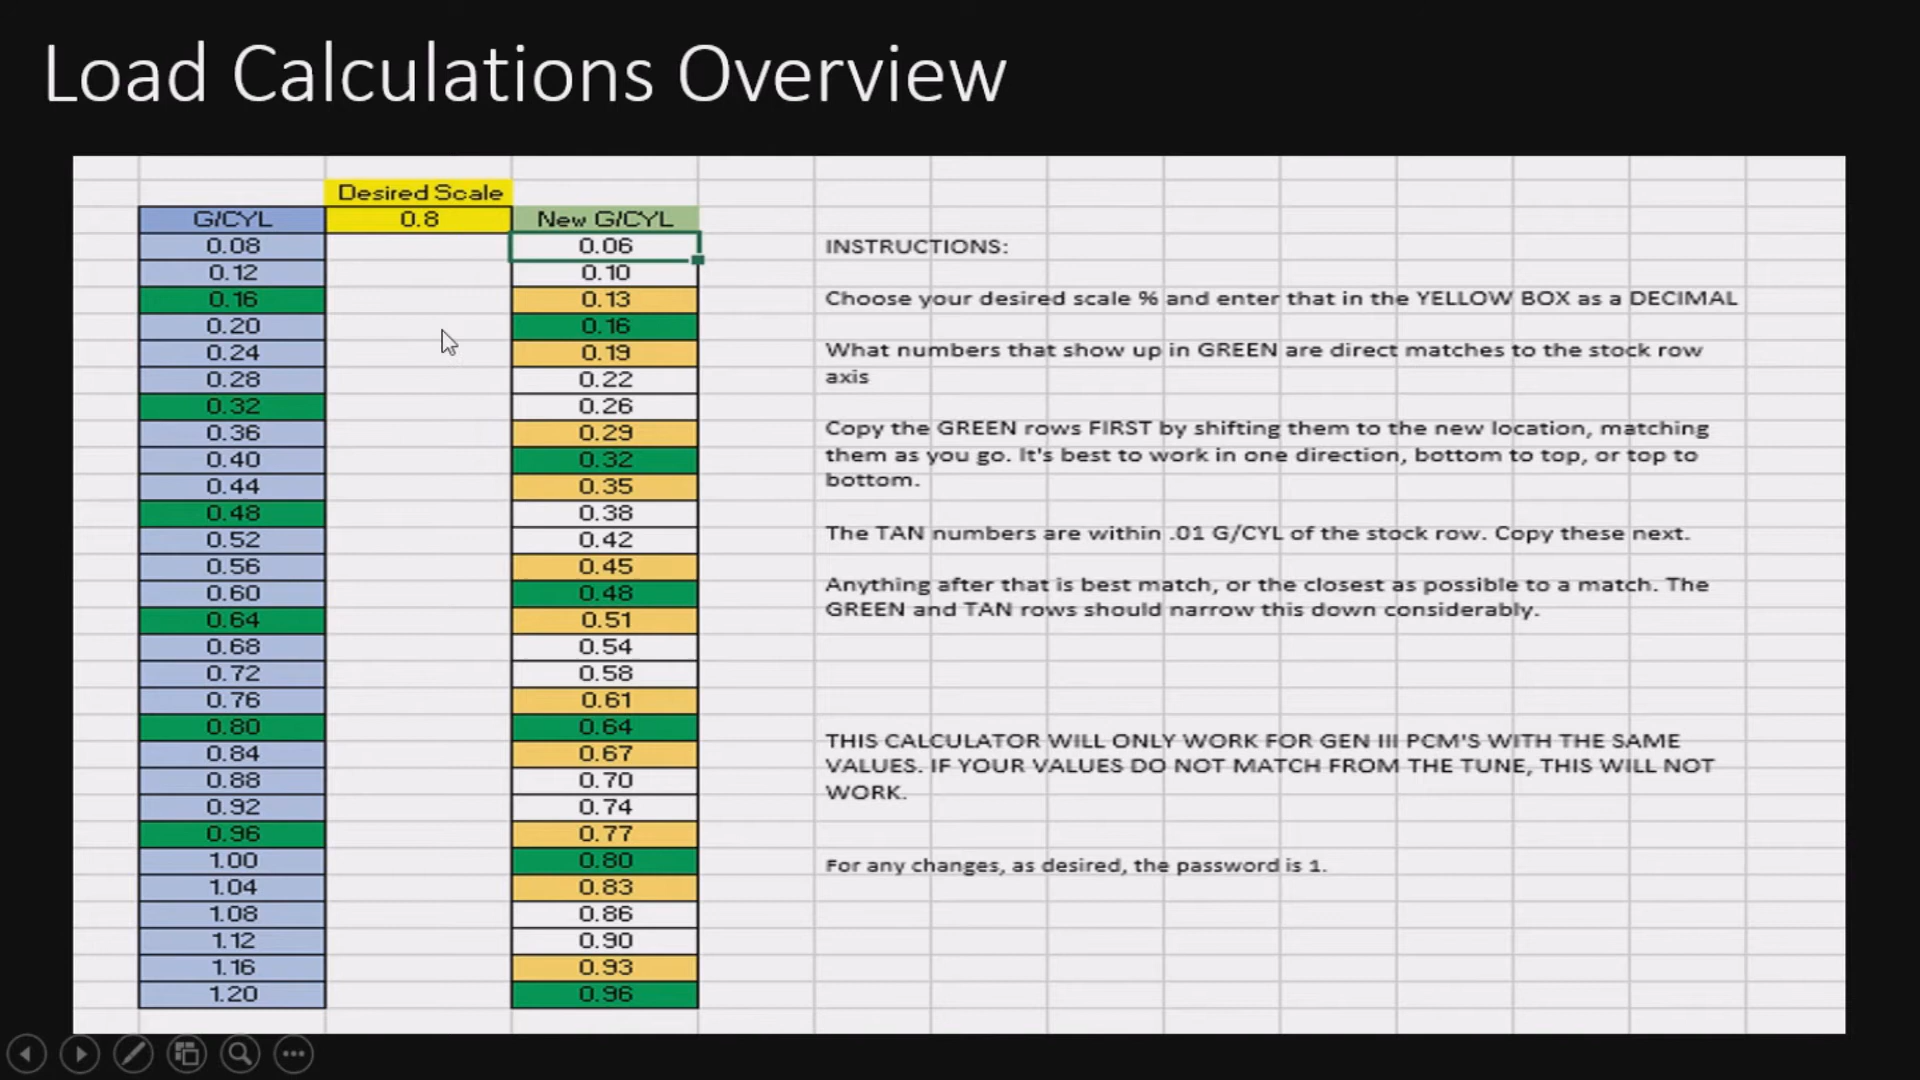 Load Calculations Overview
Desired Scale
G/CYL 0.8 New G/CYL
0.08 0.06
0.12 0.10
0.16 0.13
0.20 0.16
0.24 0.19
0.28 0.22
0.32 0.26
0.36 0.29
0.40 0.32
0.44 0.35
0.48 0.38
0.52 0.42
0.56 0.45
0.60 0.48
0.64 0.51
0.68 0.54
0.72 0.58
0.76 0.61
0.80 0.64
0.84 0.67
0.88 0.70
0.92 0.74
0.96 0.77
1.00 0.80
1.04 0.83
1.08 0.86
1.12 0.90
1.16 0.93
1.20 0.96
INSTRUCTIONS:
Choose your desired scale % and enter that in the YELLOW BOX as a DECIMAL
What numbers that show up in GREEN are direct matches to the stock row
axis
Copy the GREEN rows FIRST by shifting them to the new location, matching
them as you go. It's best to work in one direction, bottom to top, or top to
bottom.
The TAN numbers are within .01 G/CYL of the stock row. Copy these next.
Anything after that is best match, or the closest as possible to a match. The
GREEN and TAN rows should narrow this down considerably.
THIS CALCULATOR WILL ONLY WORK FOR GEN III PCM'S WITH THE SAME
VALUES. IF YOUR VALUES DO NOT MATCH FROM THE TUNE, THIS WILL NOT
WORK.
For any changes, as desired, the password is 1.